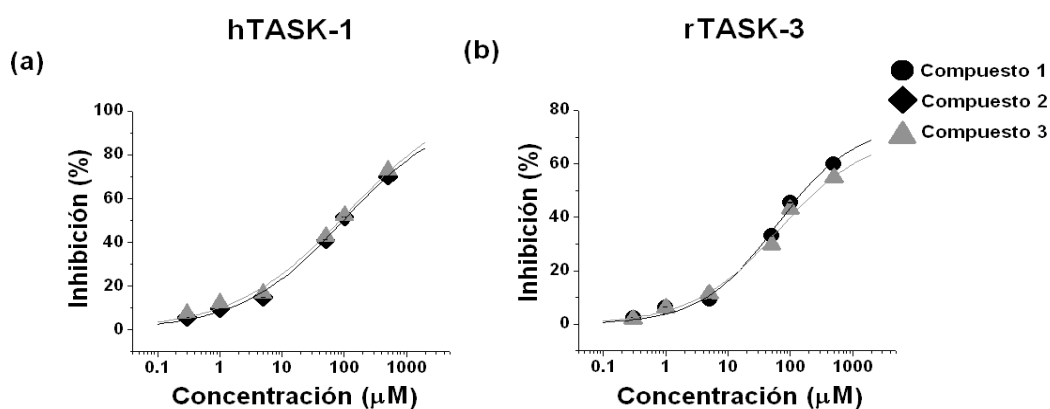 hTASK-1
rTASK-3
(a)
(b)
Compuesto 1
Compuesto 2
Compuesto 3
100
80
60
40
20
0
Inhibición (%)
0.1 1 10 100 1000
Concentración (µM)
80
60
40
20
0
Inhibición (%)
0.1 1 10 100 1000
Concentración (µM)